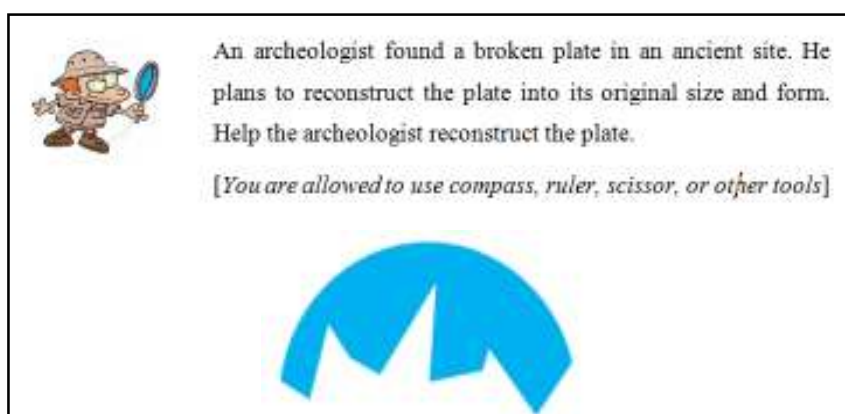 An archeologist found a broken plate in an ancient site. He
plans to reconstruct the plate into its original size and form.
Help the archeologist reconstruct the plate.
[You are allowed to use compass, ruler, scissor, or other tools]